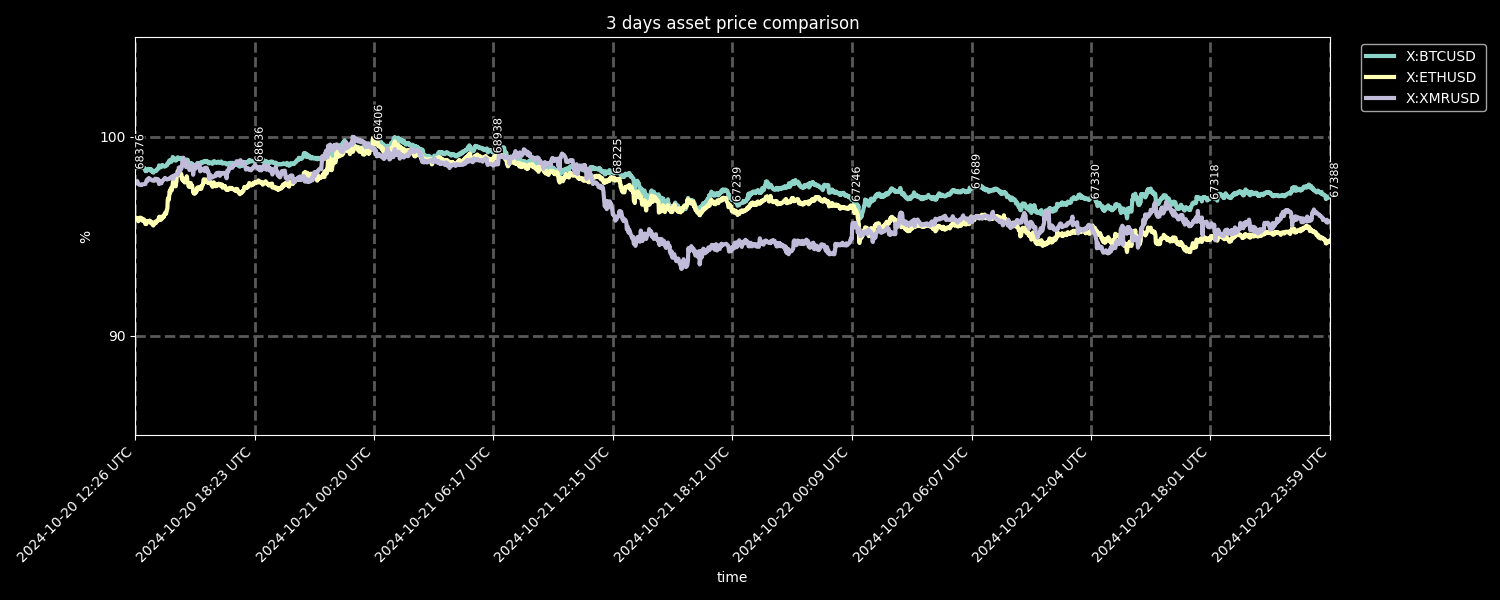 3 days asset price comparison
X:BTCUSD
X:ETHUSD
X:XMRUSD
100
90
%
68376
68636
69406
68938
68225
67239
67246
67689
67330
67318
67388
2024-10-20 12:26 UTC
2024-10-20 18:23 UTC
2024-10-21 00:20 UTC
2024-10-21 06:17 UTC
2024-10-21 12:15 UTC
2024-10-21 18:12 UTC
2024-10-22 00:09 UTC
2024-10-22 06:07 UTC
2024-10-22 12:04 UTC
2024-10-22 18:01 UTC
2024-10-22 23:59 UTC
time